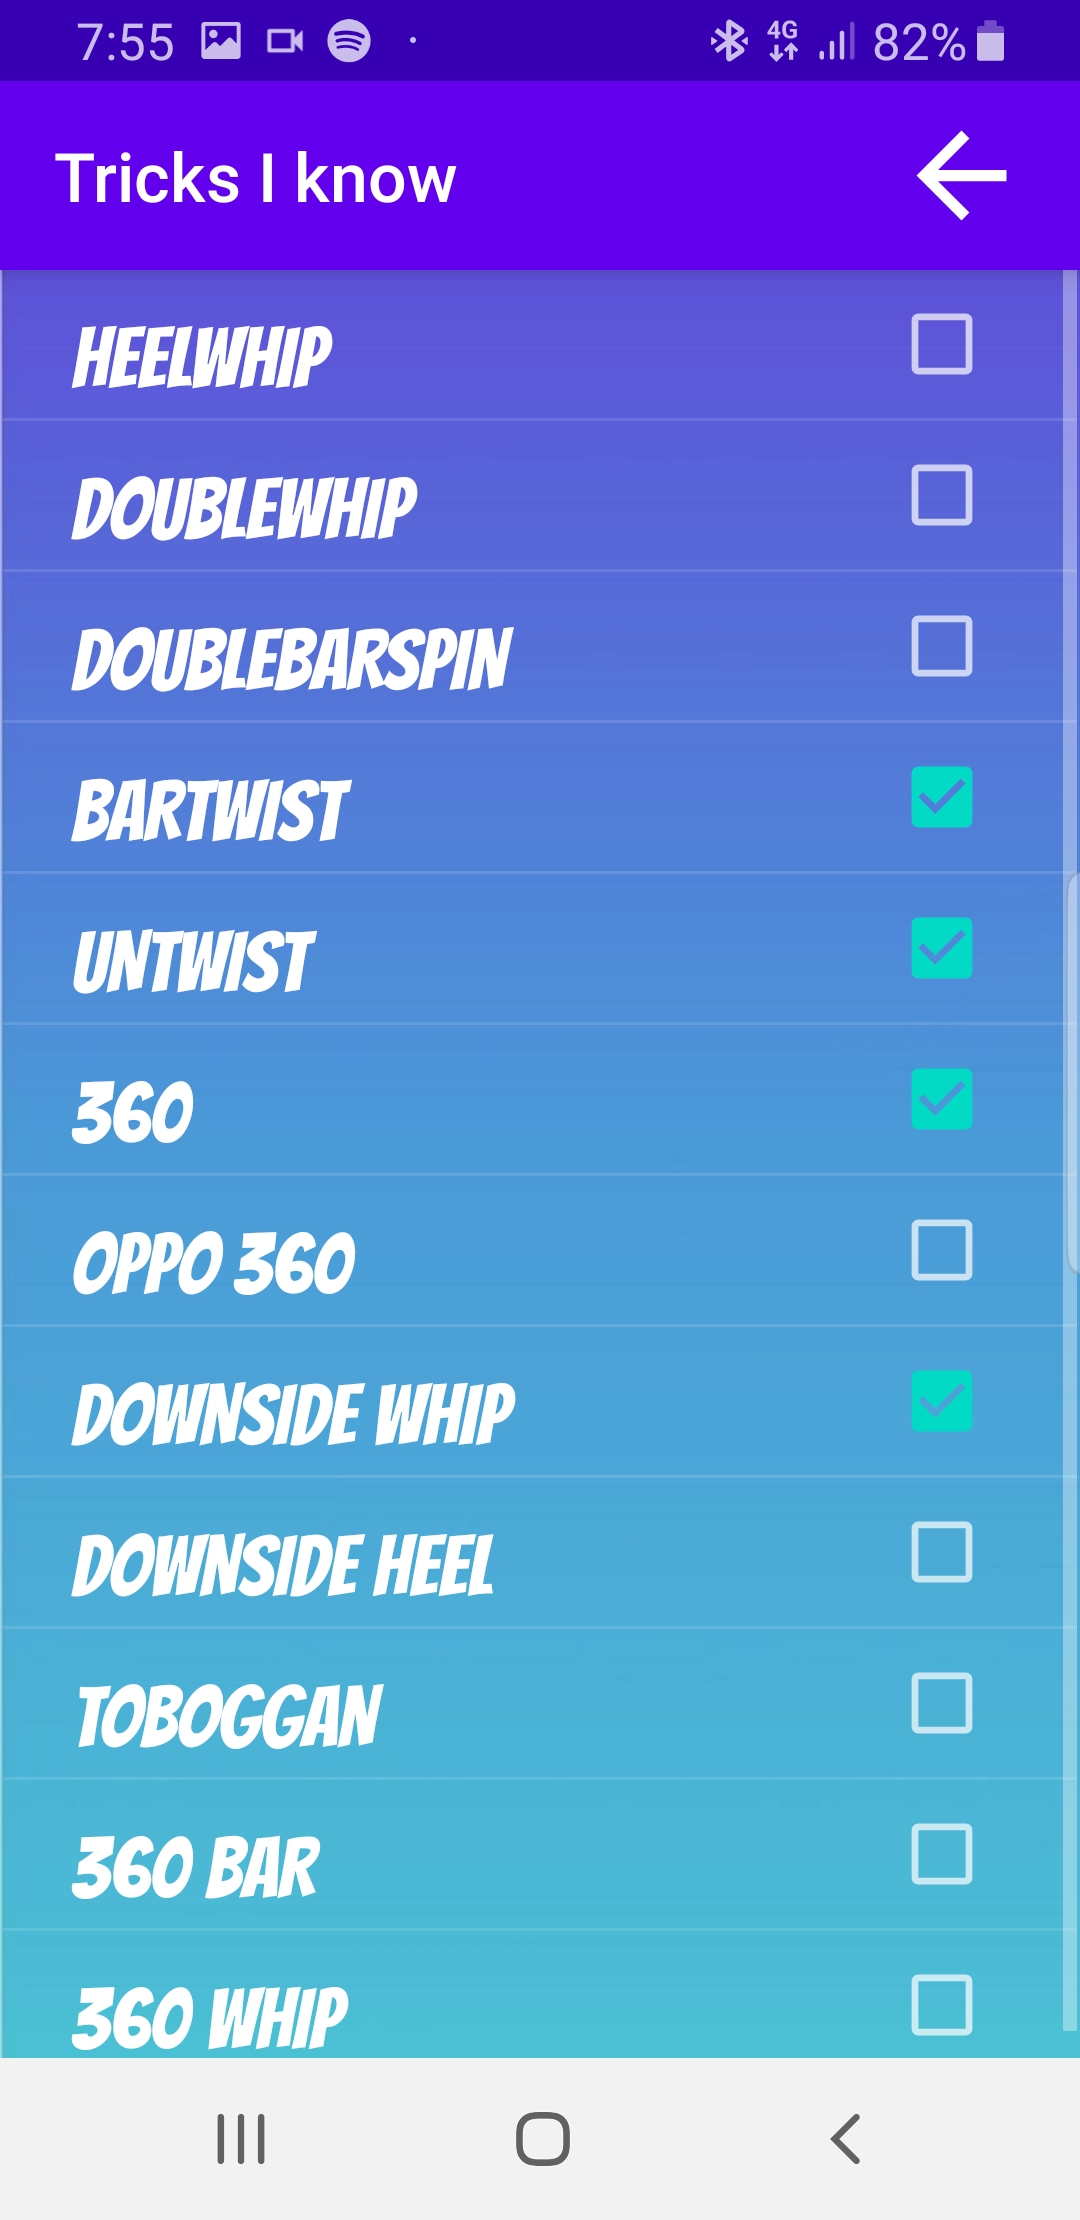 7:55 4G 82%
Tricks I know
HEELWHIP
DOUBLEWHIP
DOUBLEBARSPIN
BARTWIST
UNTWIST
360
OPPO 360
DOWNSIDE WHIP
DOWNSIDE HEEL
TOBOGGAN
360 BAR
360 WHIP